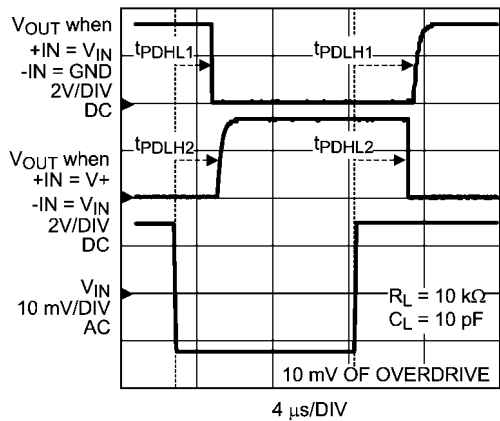 VOUT when
+IN = VIN
-IN = GND
2V/DIV
DC
tPDHL1
tPDLH1
VOUT when
+IN = V+
-IN = VIN
2V/DIV
DC
tPDLH2
tPDHL2
VIN
10 mV/DIV
AC
RL = 10 kΩ
CL = 10 pF
10 mV OF OVERDRIVE
4 μs/DIV